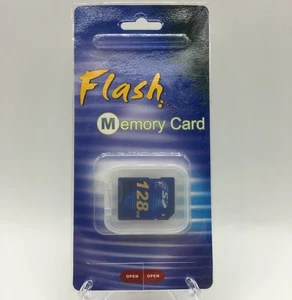 Flash
Memory Card
128
SD
OPEN OPEN